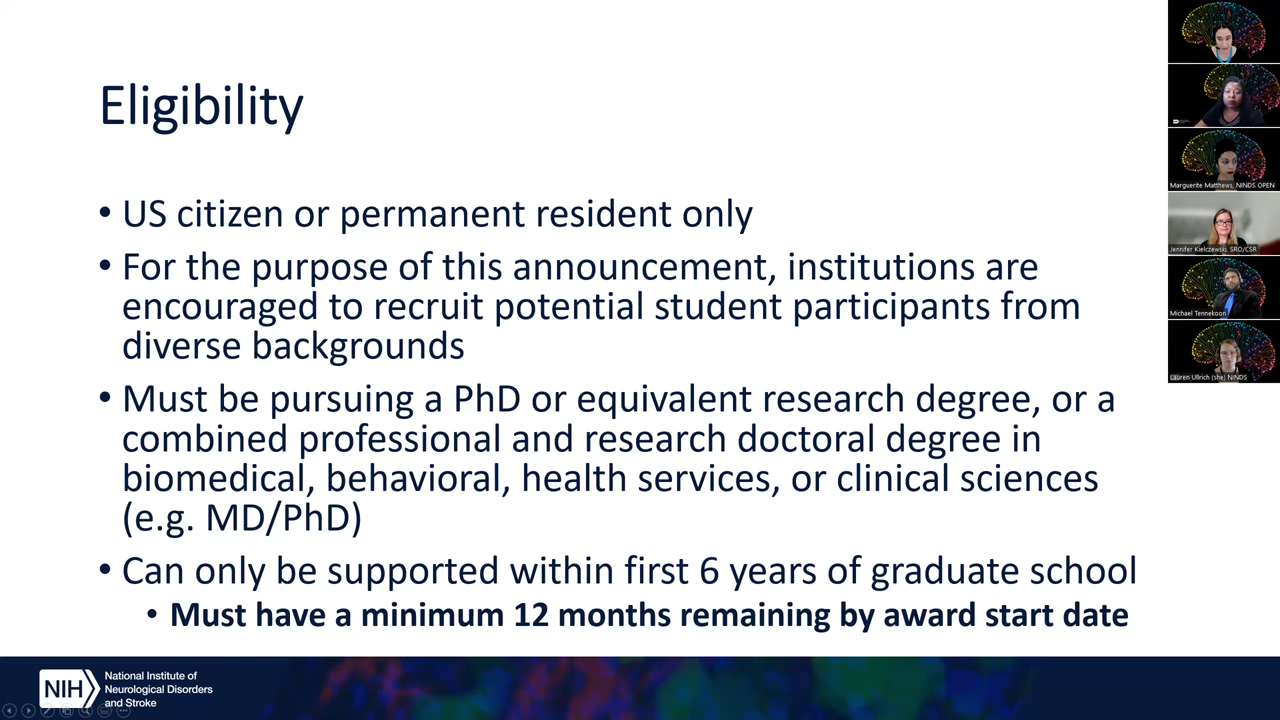 Eligibility
• US citizen or permanent resident only
• For the purpose of this announcement, institutions are
encouraged to recruit potential student participants from
diverse backgrounds
• Must be pursuing a PhD or equivalent research degree, or a
combined professional and research doctoral degree in
biomedical, behavioral, health services, or clinical sciences
(e.g. MD/PhD)
• Can only be supported within first 6 years of graduate school
• Must have a minimum 12 months remaining by award start date
NIH
National Institute of
Neurological Disorders
and Stroke
Marguerite Matthews, NINDS OPEN
Jennifer Kielczewski, SRO/CSR
Michael Tennekoon
Lauren Ullrich (she) NINDS